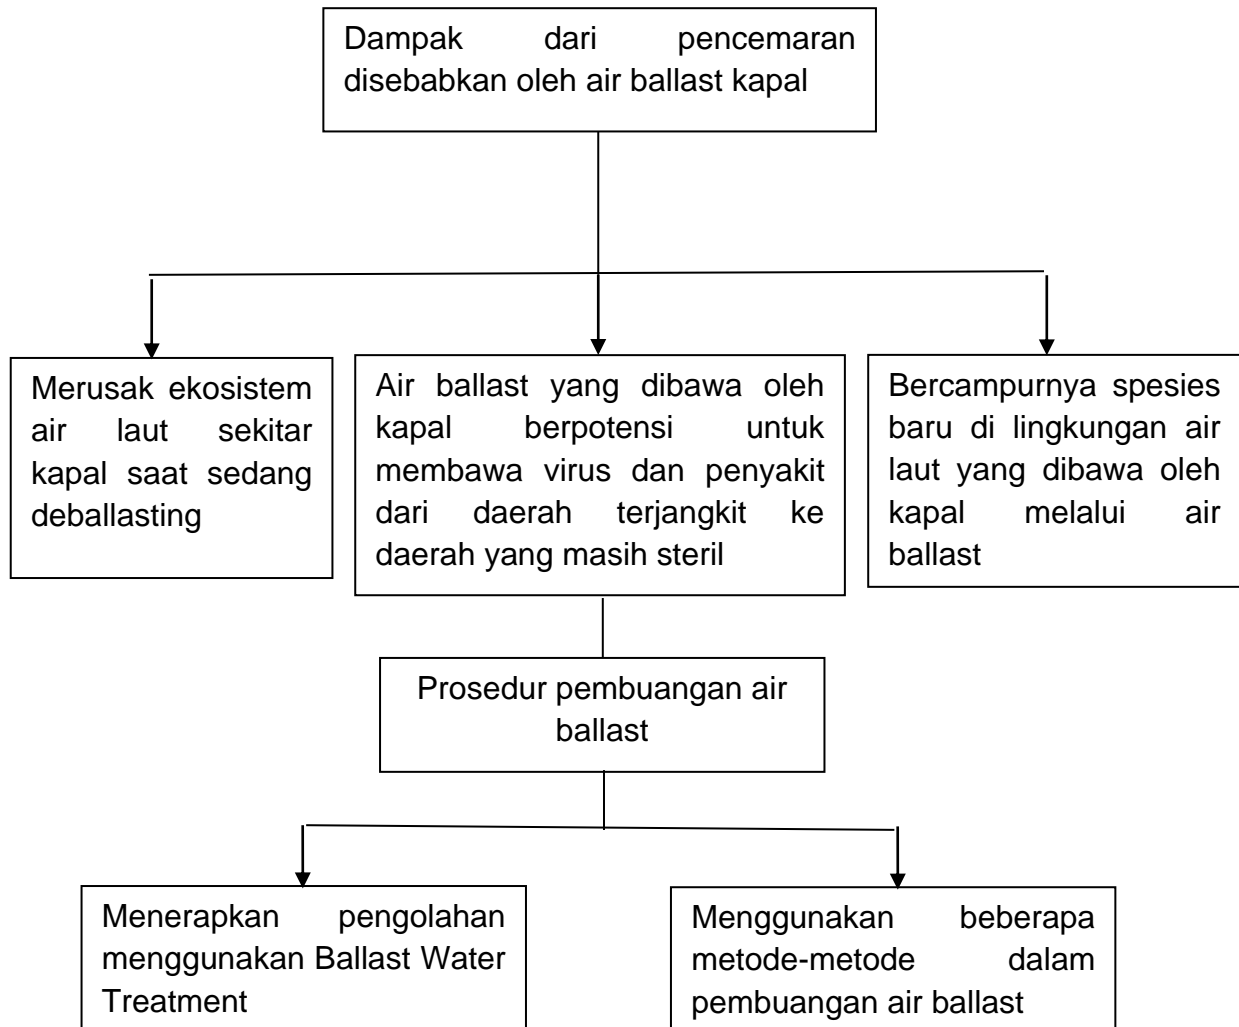 Dampak dari pencemaran
disebabkan oleh air ballast kapal
Merusak ekosistem
air laut sekitar
kapal saat sedang
deballasting
Air ballast yang dibawa oleh
kapal berpotensi untuk
membawa virus dan penyakit
dari daerah terjangkit ke
daerah yang masih steril
Bercampurnya spesies
baru di lingkungan air
laut yang dibawa oleh
kapal melalui air
ballast
Prosedur pembuangan air
ballast
Menerapkan pengolahan
menggunakan Ballast Water
Treatment
Menggunakan beberapa
metode-metode dalam
pembuangan air ballast